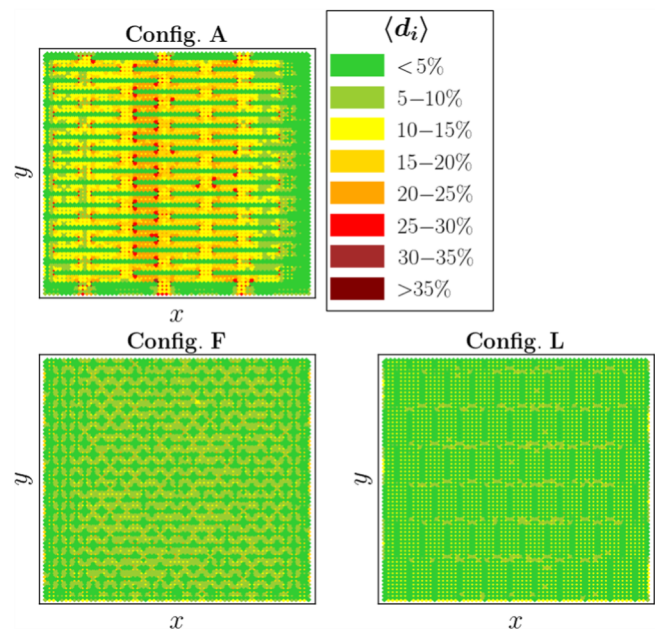 Config. A
y
x
⟨d_i⟩
<5%
5–10%
10–15%
15–20%
20–25%
25–30%
30–35%
>35%
Config. F
Config. L
y
y
x
x